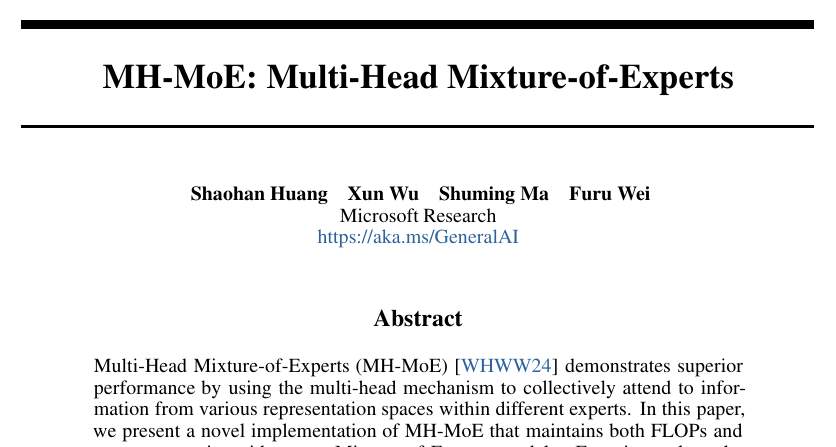 MH-MoE: Multi-Head Mixture-of-Experts
Shaohan Huang Xun Wu Shuming Ma Furu Wei
Microsoft Research
https://aka.ms/GeneralAI
Abstract
Multi-Head Mixture-of-Experts (MH-MoE) [WHWW24] demonstrates superior
performance by using the multi-head mechanism to collectively attend to infor-
mation from various representation spaces within different experts. In this paper,
we present a novel implementation of MH-MoE that maintains both FLOPs and